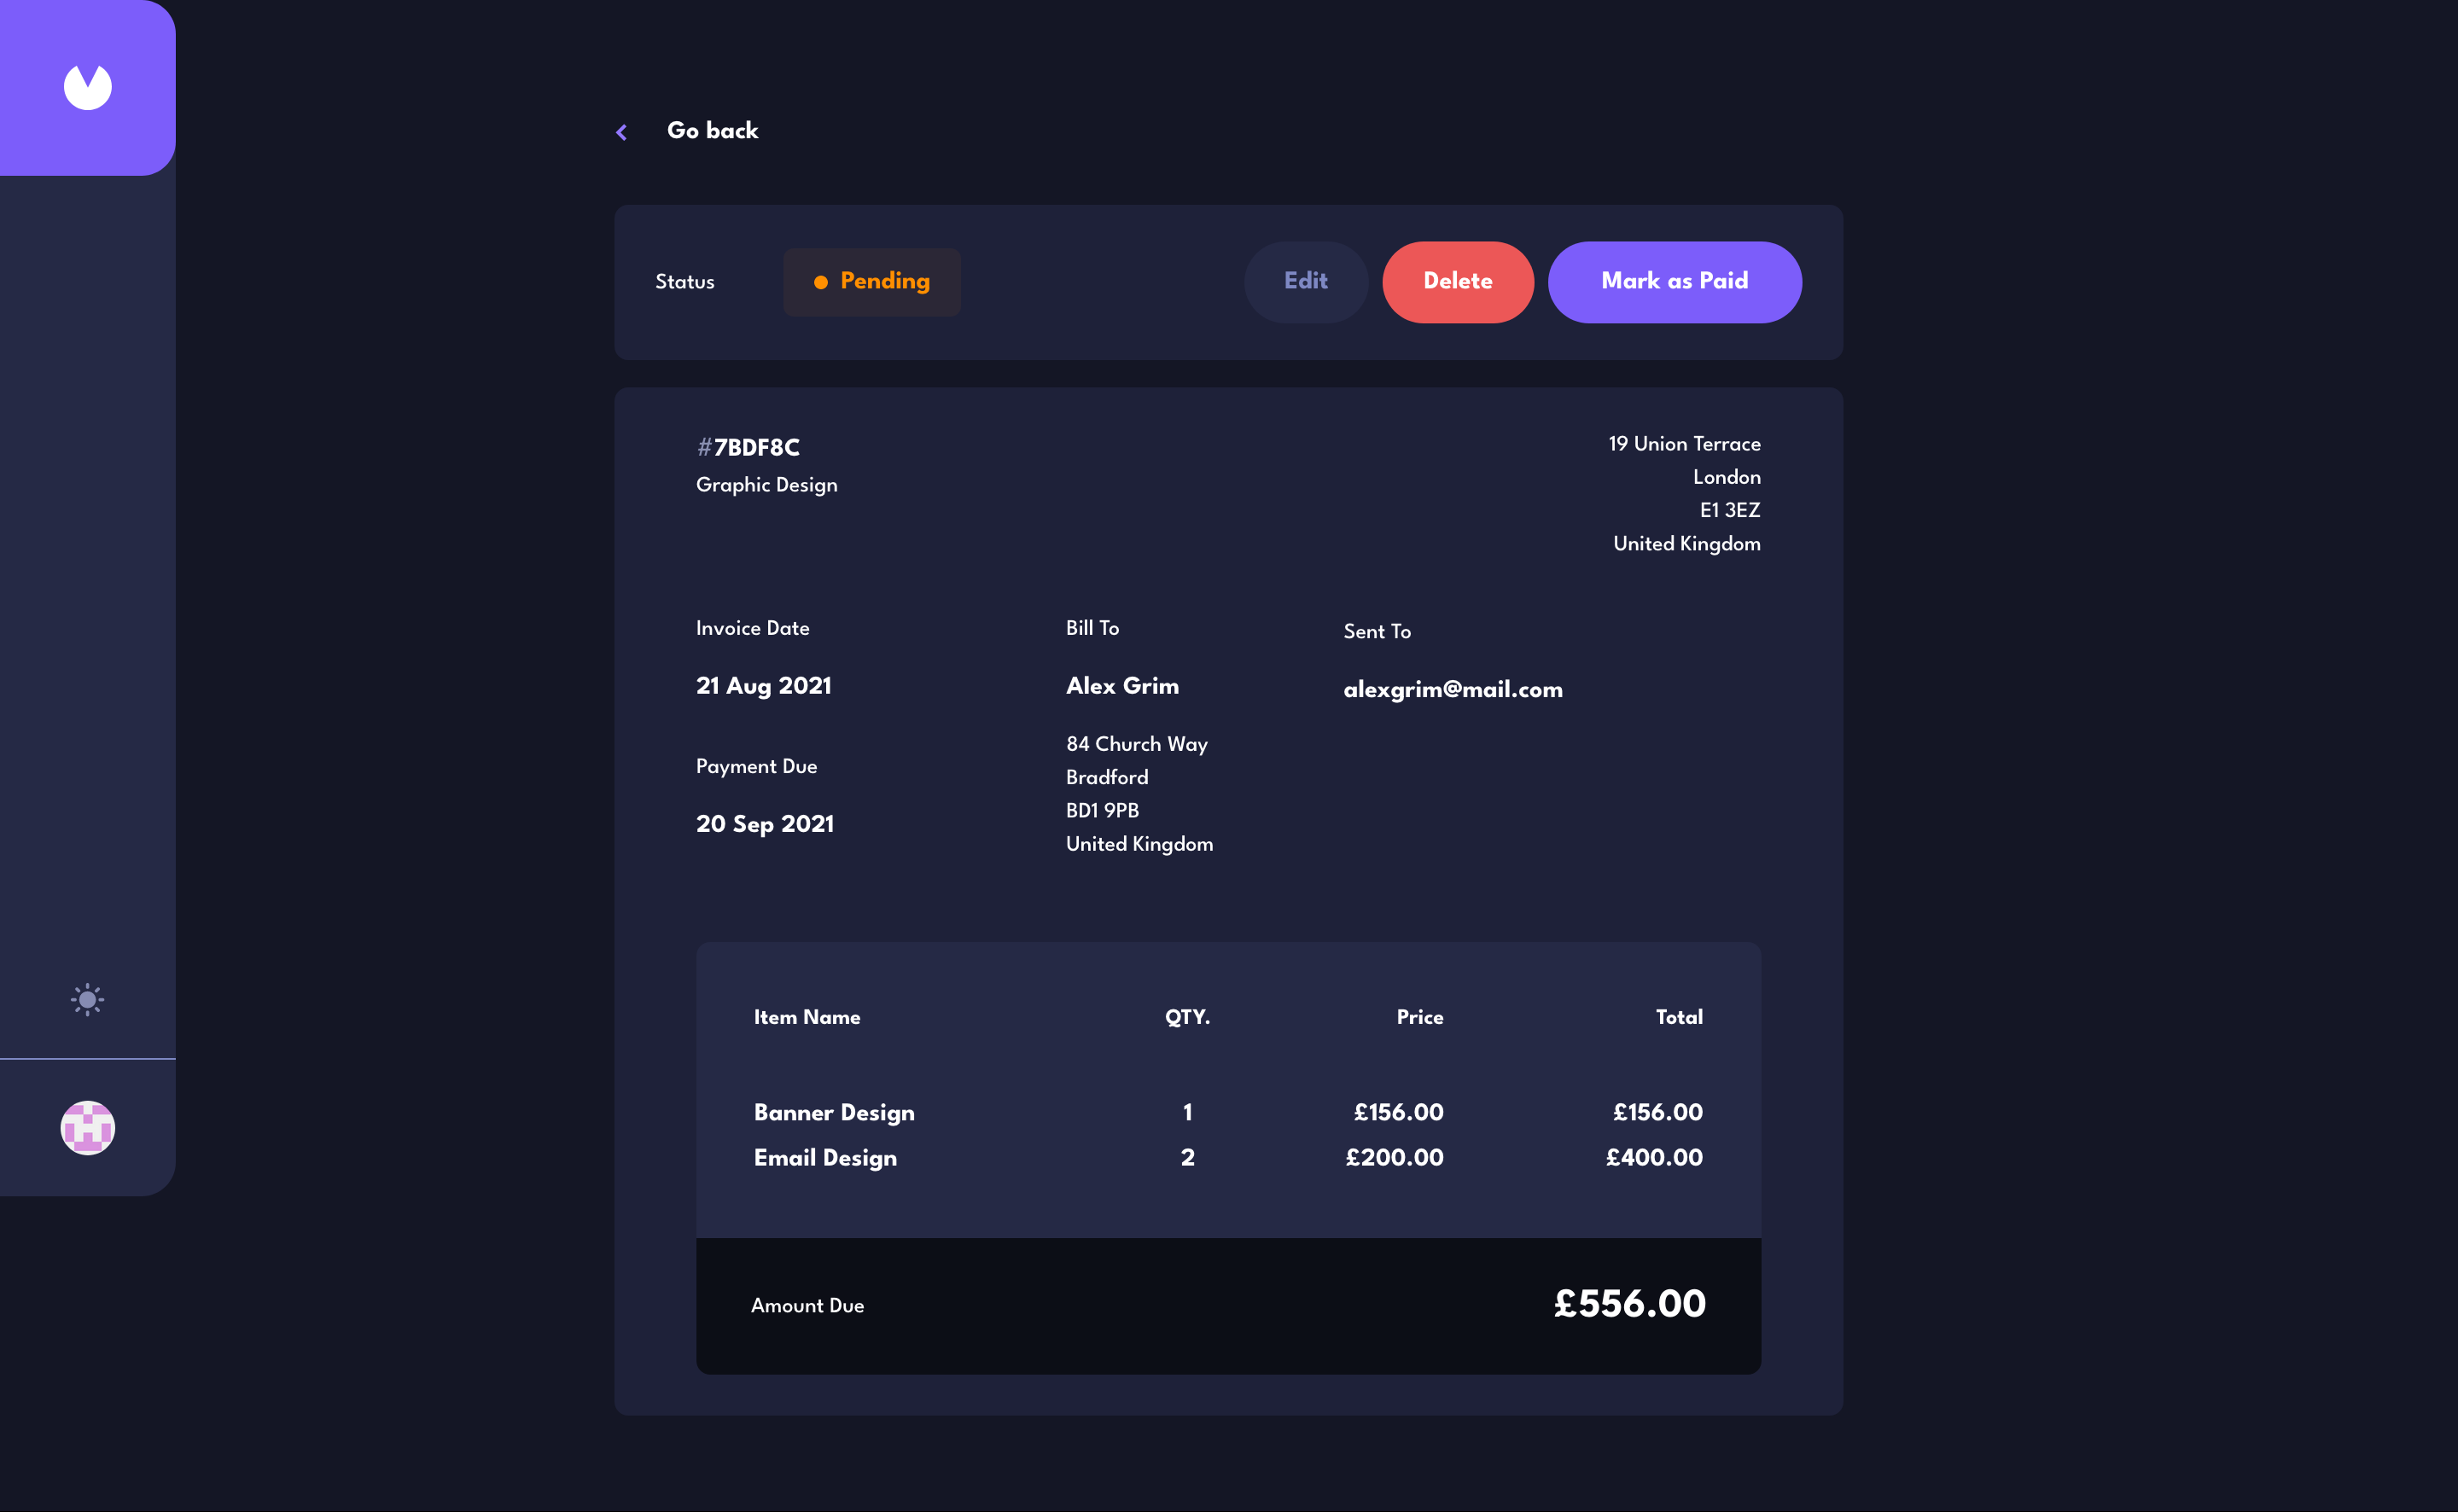 Go back
Status
Pending
Edit
Delete
Mark as Paid
#7BDF8C
Graphic Design
19 Union Terrace
London
E1 3EZ
United Kingdom
Invoice Date
21 Aug 2021
Payment Due
20 Sep 2021
Bill To
Alex Grim
84 Church Way
Bradford
BD1 9PB
United Kingdom
Sent To
alexgrim@mail.com
Item Name QTY. Price Total
Banner Design 1 £156.00 £156.00
Email Design 2 £200.00 £400.00
Amount Due £556.00